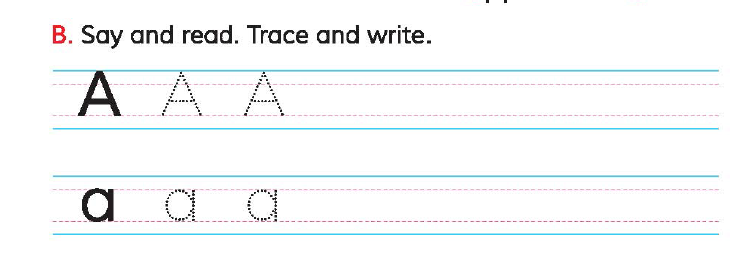 B. Say and read. Trace and write.
A A A
a a a